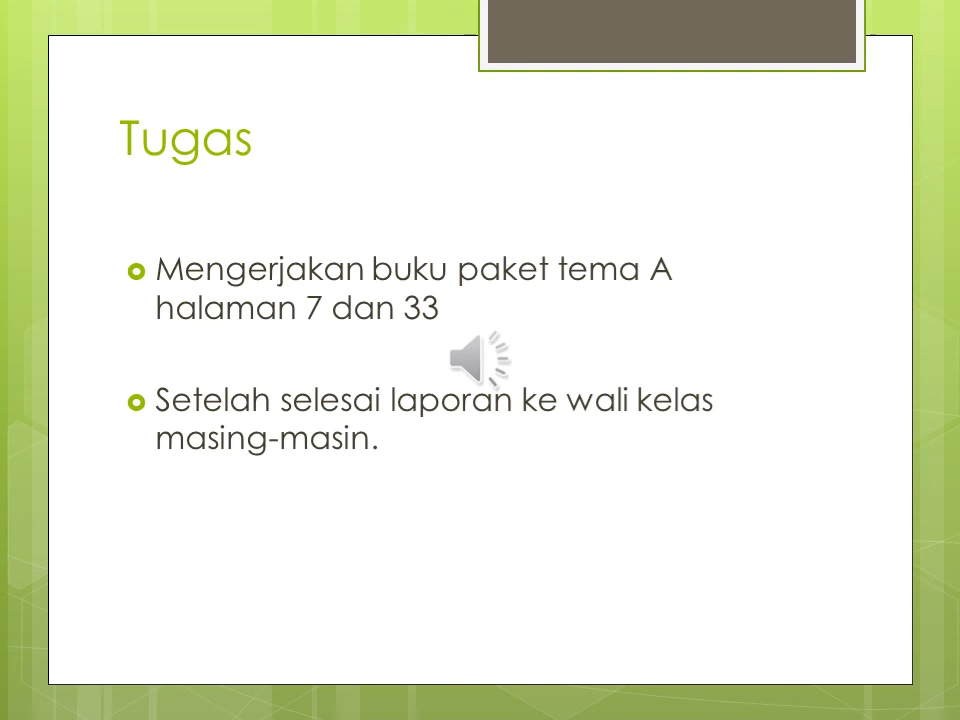 Tugas
Mengerjakan buku paket tema A
halaman 7 dan 33
Setelah selesai laporan ke wali kelas
masing-masin.